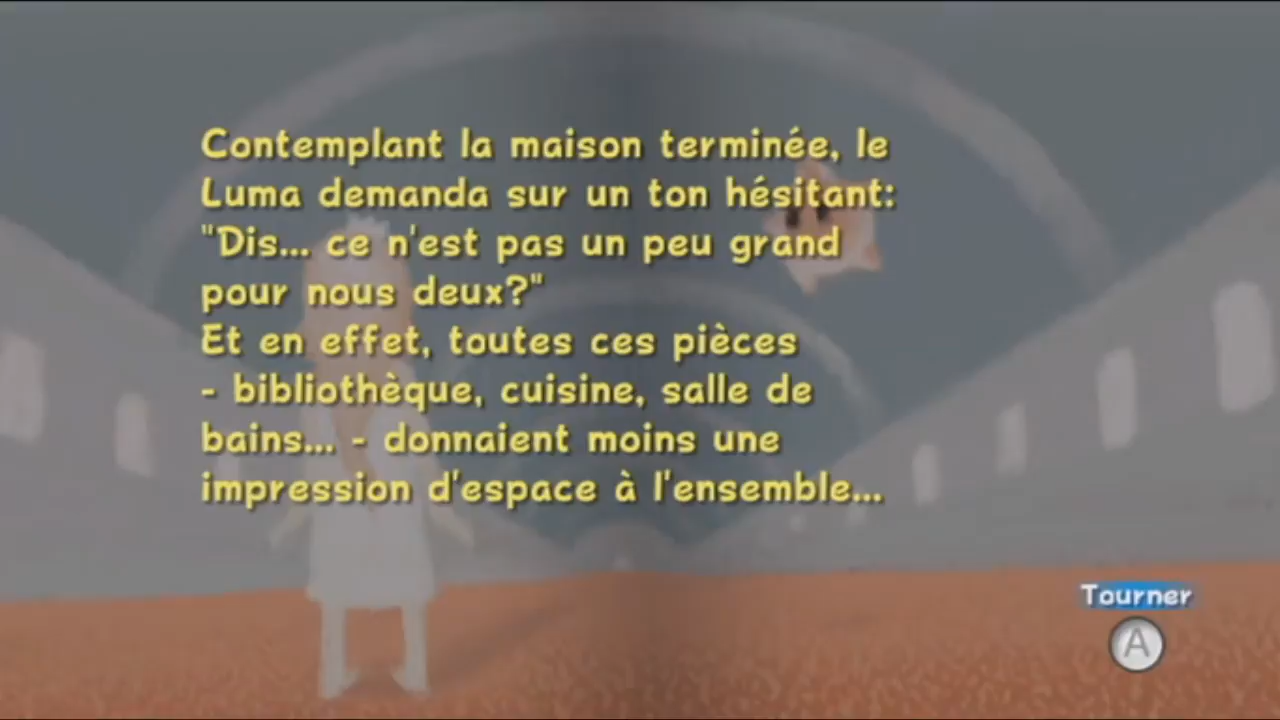 Contemplant la maison terminée, le
Luma demanda sur un ton hésitant:
"Dis... ce n'est pas un peu grand
pour nous deux?"
Et en effet, toutes ces pièces
- bibliothèque, cuisine, salle de
bains... - donnaient moins une
impression d'espace à l'ensemble...
Tourner
A